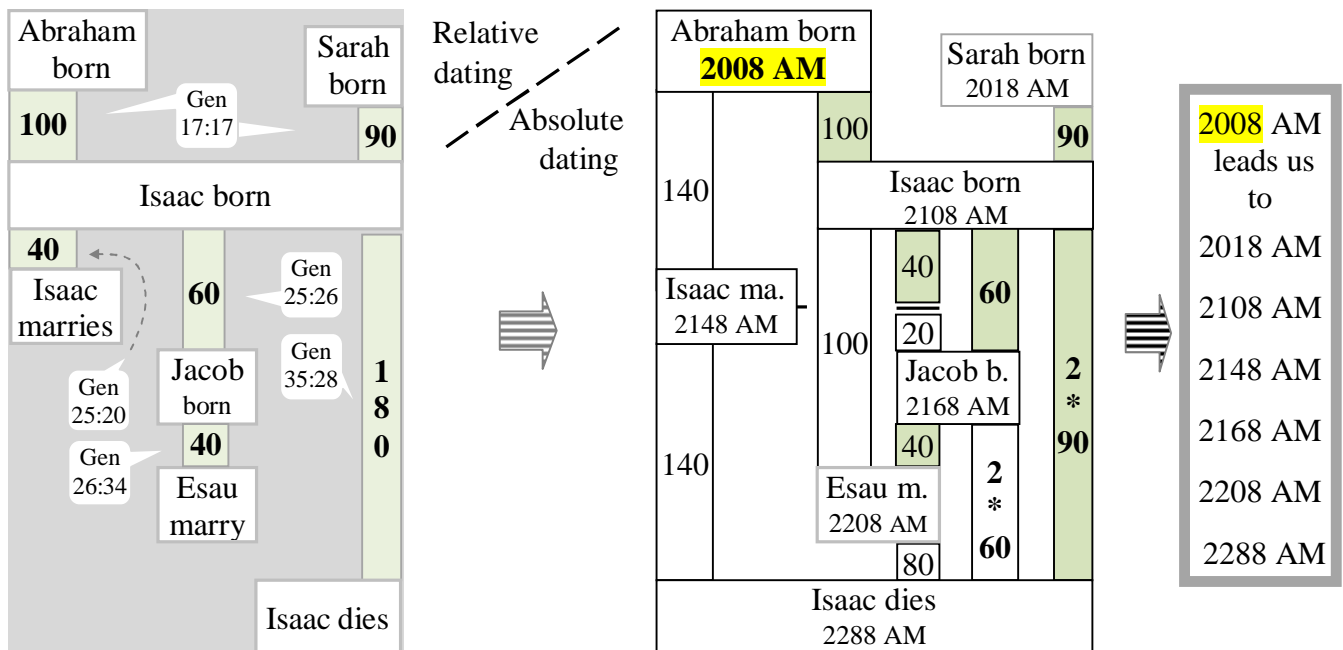 Abraham
born
Sarah
born
Gen
17:17
100
90
Isaac born
40
Isaac
marries
60
Gen
25:26
Gen
35:28
Gen
25:20
Jacob
born
1
8
0
40
Gen
26:34
Esau
marry
Isaac dies
Relative
dating
Absolute
dating
Abraham born
2008 AM
Sarah born
2018 AM
100
90
140
Isaac born
2108 AM
40
60
Isaac ma.
2148 AM
20
100
Jacob b.
2168 AM
2
*
90
40
140
Esau m.
2208 AM
2
*
60
80
Isaac dies
2288 AM
2008 AM
leads us
to
2018 AM
2108 AM
2148 AM
2168 AM
2208 AM
2288 AM